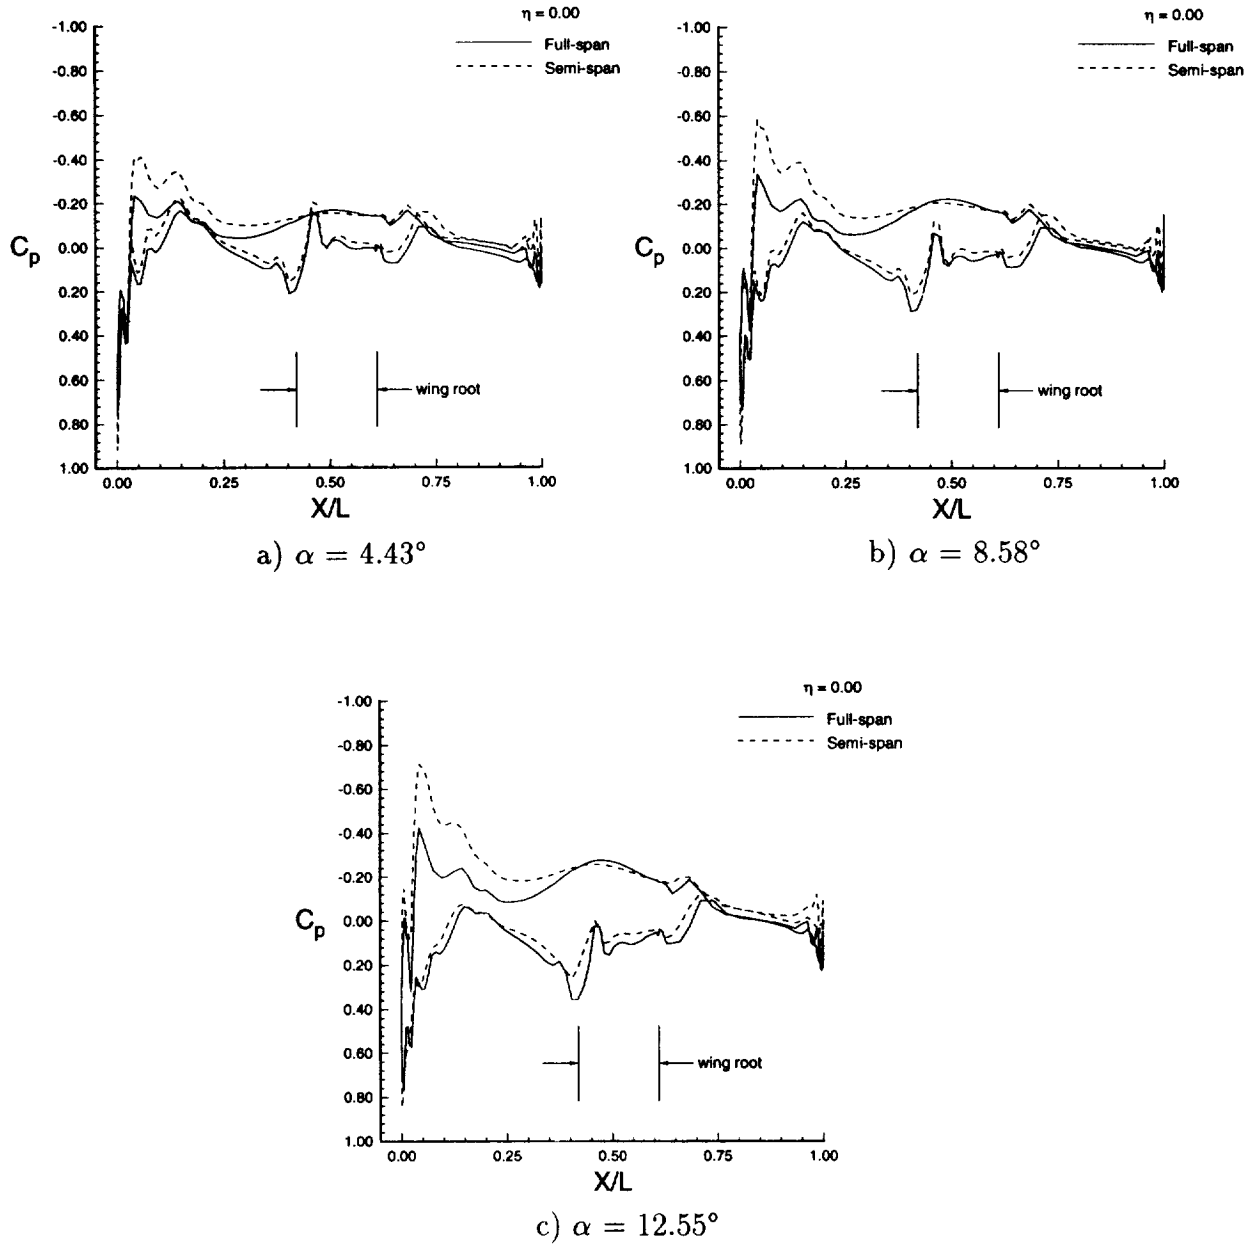 η = 0.00
Full-span
Semi-span
-1.00
-0.80
-0.60
-0.40
-0.20
0.00
0.20
0.40
0.60
0.80
1.00
Cp
wing root
0.00 0.25 0.50 0.75 1.00
X/L
a) α = 4.43°
η = 0.00
Full-span
Semi-span
-1.00
-0.80
-0.60
-0.40
-0.20
0.00
0.20
0.40
0.60
0.80
1.00
Cp
wing root
0.00 0.25 0.50 0.75 1.00
X/L
b) α = 8.58°
η = 0.00
Full-span
Semi-span
-1.00
-0.80
-0.60
-0.40
-0.20
0.00
0.20
0.40
0.60
0.80
1.00
Cp
wing root
0.00 0.25 0.50 0.75 1.00
X/L
c) α = 12.55°